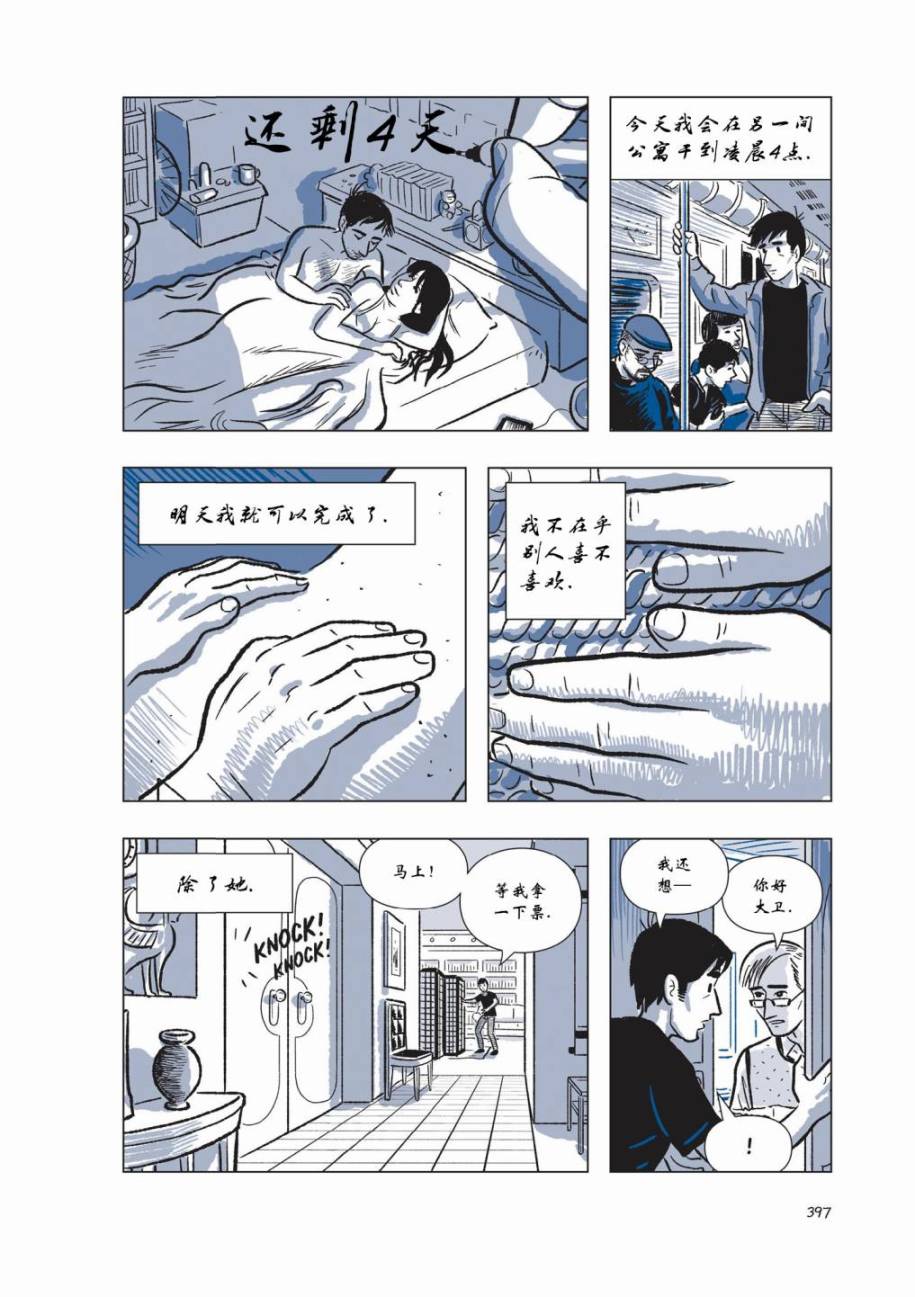 还剩4天
今天我会在另一间
公寓干到凌晨4点.
明天我就可以完成了.
我不在乎
别人喜不
喜欢.
除了她.
KNOCK!
KNOCK!
马上!
等我拿
一下票.
我还
想—
你好
大卫.
!
397